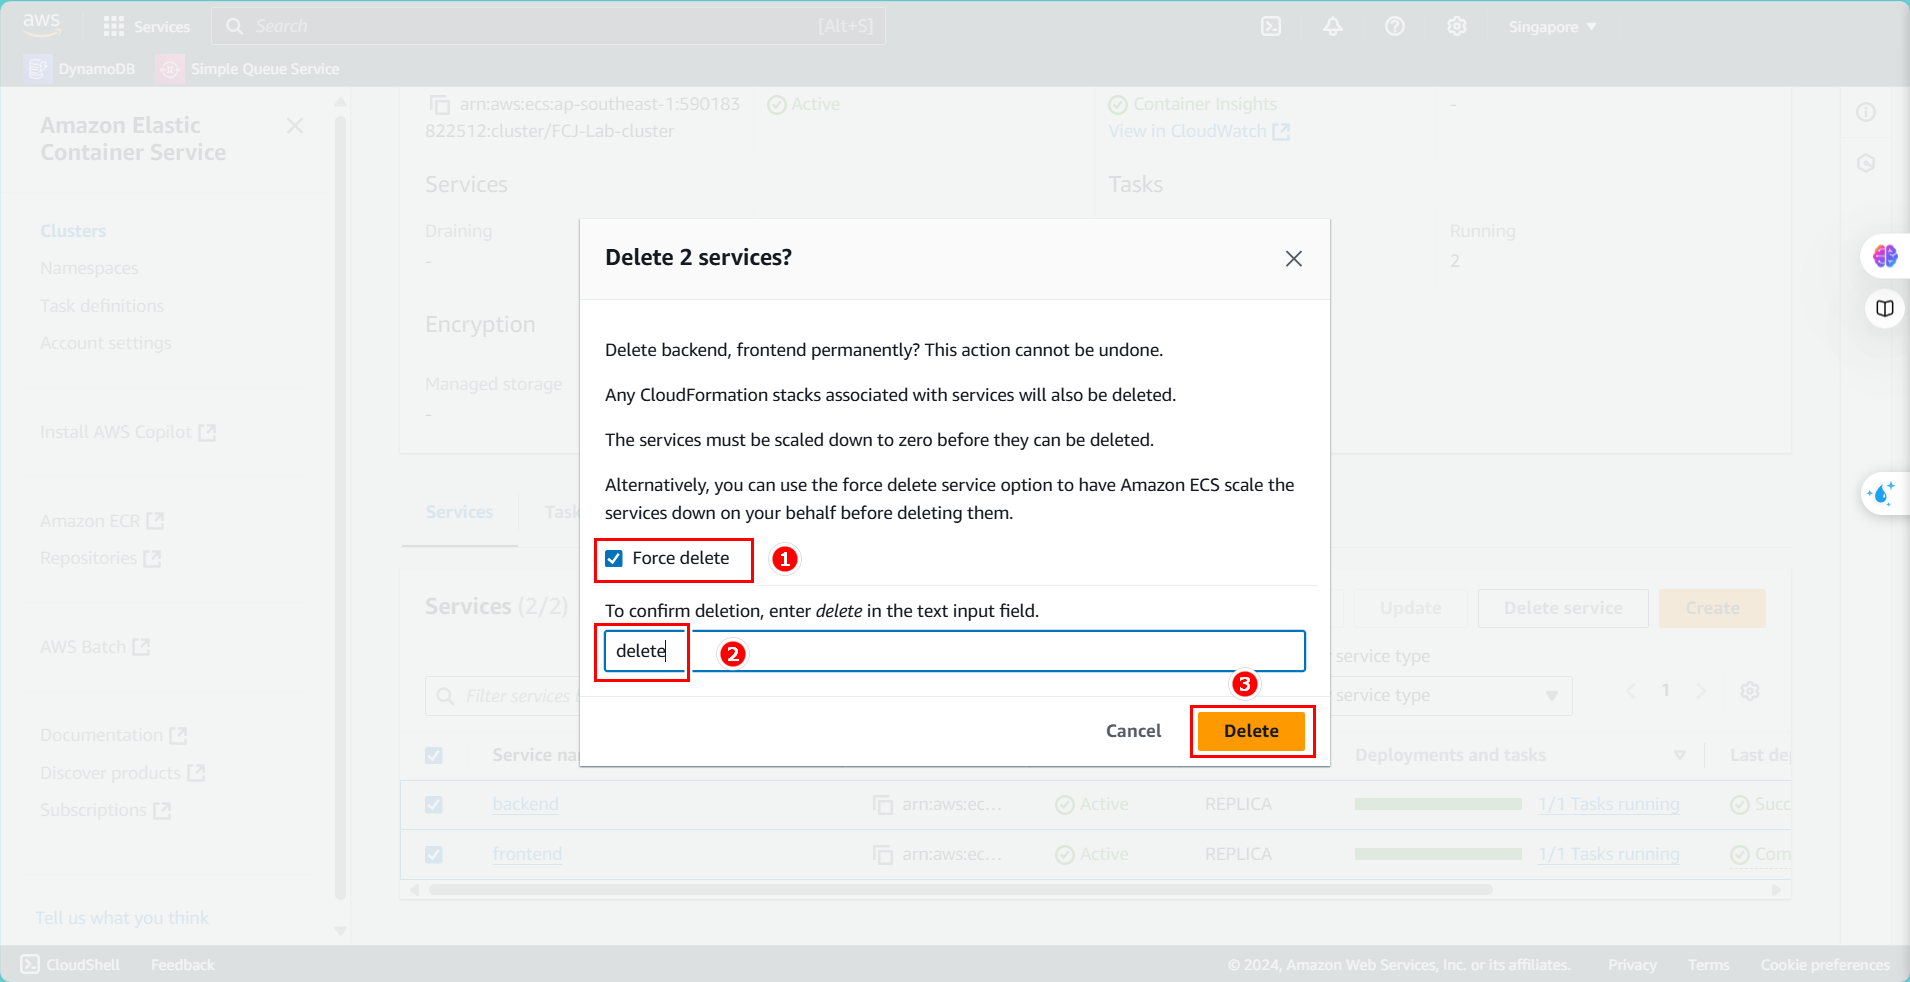 aws
Services
Search
[Alt+S]
Singapore
DynamoDB
Simple Queue Service
Amazon Elastic
Container Service
Clusters
Namespaces
Task definitions
Account settings
Install AWS Copilot
Amazon ECR
Repositories
AWS Batch
Documentation
Discover products
Subscriptions
Tell us what you think
arn:aws:ecs:ap-southeast-1:590183
822512:cluster/FCJ-Lab-cluster
Active
Container Insights
View in CloudWatch
-
Services
Tasks
Draining
-
Running
2
Encryption
Managed storage
-
Delete 2 services?
Delete backend, frontend permanently? This action cannot be undone.
Any CloudFormation stacks associated with services will also be deleted.
The services must be scaled down to zero before they can be deleted.
Alternatively, you can use the force delete service option to have Amazon ECS scale the
services down on your behalf before deleting them.
Force delete
1
To confirm deletion, enter delete in the text input field.
delete
2
3
Cancel
Delete
Services
Task
Services (2/2)
Update
Delete service
Create
service type
Filter services
service type
1
Service na
Deployments and tasks
Last de
backend
arn:aws:ec...
Active
REPLICA
1/1 Tasks running
Succ
frontend
arn:aws:ec...
Active
REPLICA
1/1 Tasks running
Com
CloudShell
Feedback
© 2024, Amazon Web Services, Inc. or its affiliates.
Privacy
Terms
Cookie preferences